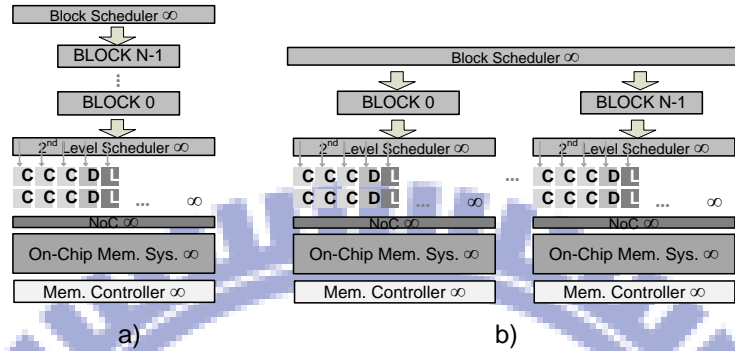 Block Scheduler ∞
BLOCK N-1
⋮
BLOCK 0
2nd Level Scheduler ∞
C C C D L
C C C D L ... ∞
NoC ∞
On-Chip Mem. Sys. ∞
Mem. Controller ∞
a)
Block Scheduler ∞
BLOCK 0
2nd Level Scheduler ∞
C C C D L
C C C D L ... ∞
NoC ∞
On-Chip Mem. Sys. ∞
Mem. Controller ∞
...
BLOCK N-1
2nd Level Scheduler ∞
C C C D L
C C C D L ... ∞
NoC ∞
On-Chip Mem. Sys. ∞
Mem. Controller ∞
b)